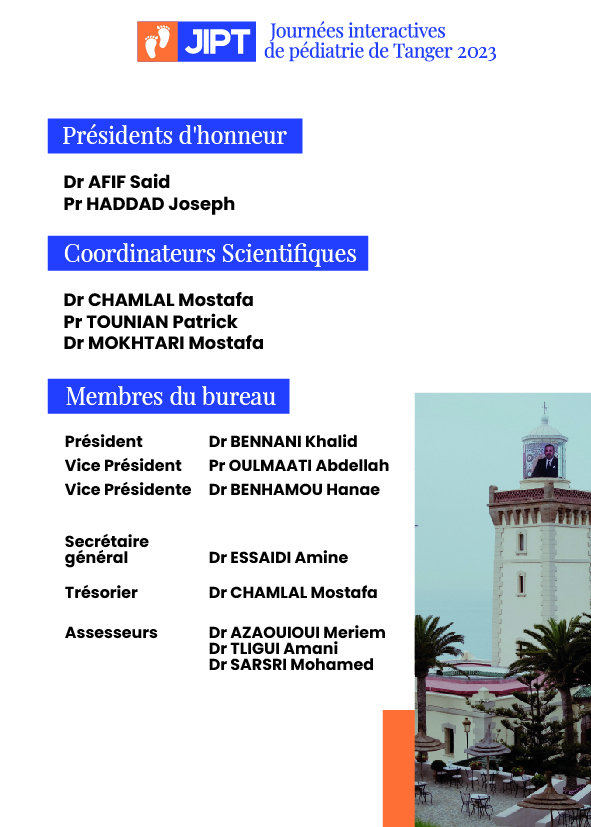 JIPT
Journées interactives
de pédiatrie de Tanger 2023
Présidents d'honneur
Dr AFIF Said
Pr HADDAD Joseph
Coordinateurs Scientifiques
Dr CHAMLAL Mostafa
Pr TOUNIAN Patrick
Dr MOKHTARI Mostafa
Membres du bureau
Président Dr BENNANI Khalid
Vice Président Pr OULMAATI Abdellah
Vice Présidente Dr BENHAMOU Hanae
Secrétaire
général Dr ESSAIDI Amine
Trésorier Dr CHAMLAL Mostafa
Assesseurs Dr AZAOUIOUI Meriem
Dr TLIGUI Amani
Dr SARSRI Mohamed